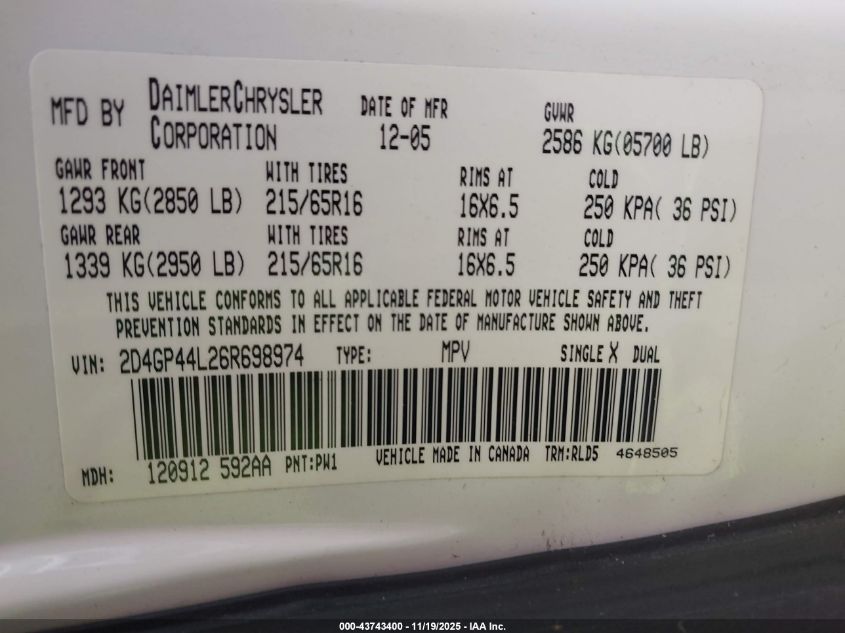 MFD BY DAIMLERCHRYSLER CORPORATION DATE OF MFR 12-05 GVWR 2586 KG(05700 LB)
GAWR FRONT WITH TIRES RIMS AT COLD
1293 KG(2850 LB) 215/65R16 16X6.5 250 KPA( 36 PSI)
GAWR REAR WITH TIRES RIMS AT COLD
1339 KG(2950 LB) 215/65R16 16X6.5 250 KPA( 36 PSI)
THIS VEHICLE CONFORMS TO ALL APPLICABLE FEDERAL MOTOR VEHICLE SAFETY AND THEFT
PREVENTION STANDARDS IN EFFECT ON THE DATE OF MANUFACTURE SHOWN ABOVE.
VIN: 2D4GP44L26R698974 TYPE: MPV SINGLE X DUAL
MDH: 120912 592AA PNT:PW1 VEHICLE MADE IN CANADA TRM:RLD5 4648505
000-43743400 - 11/19/2025 - IAA Inc.